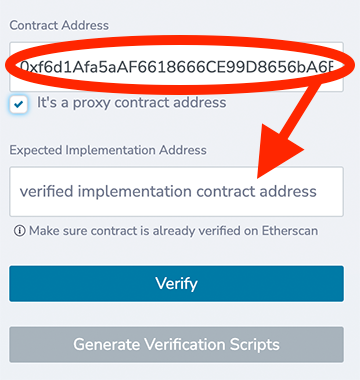 Contract Address
0xf6d1Afa5aAF6618666CE99D8656bA6
It's a proxy contract address
Expected Implementation Address
verified implementation contract address
Make sure contract is already verified on Etherscan
Verify
Generate Verification Scripts